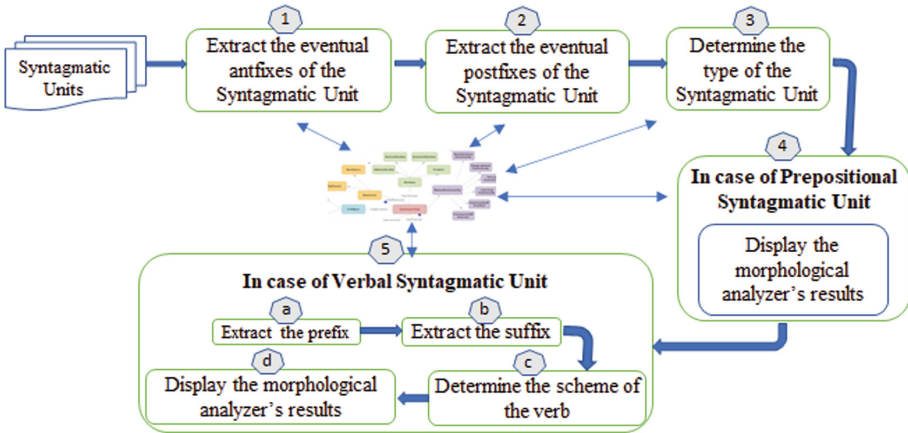 1
2
3
Syntagmatic
Units
Extract the eventual
antfixes of the
Syntagmatic Unit
Extract the eventual
postfixes of the
Syntagmatic Unit
Determine the
type of the
Syntagmatic Unit
4
In case of Prepositional
Syntagmatic Unit
Display the
morphological
analyzer's results
5
In case of Verbal Syntagmatic Unit
a
b
Extract the prefix
Extract the suffix
d
c
Display the morphological
analyzer's results
Determine the scheme of
the verb